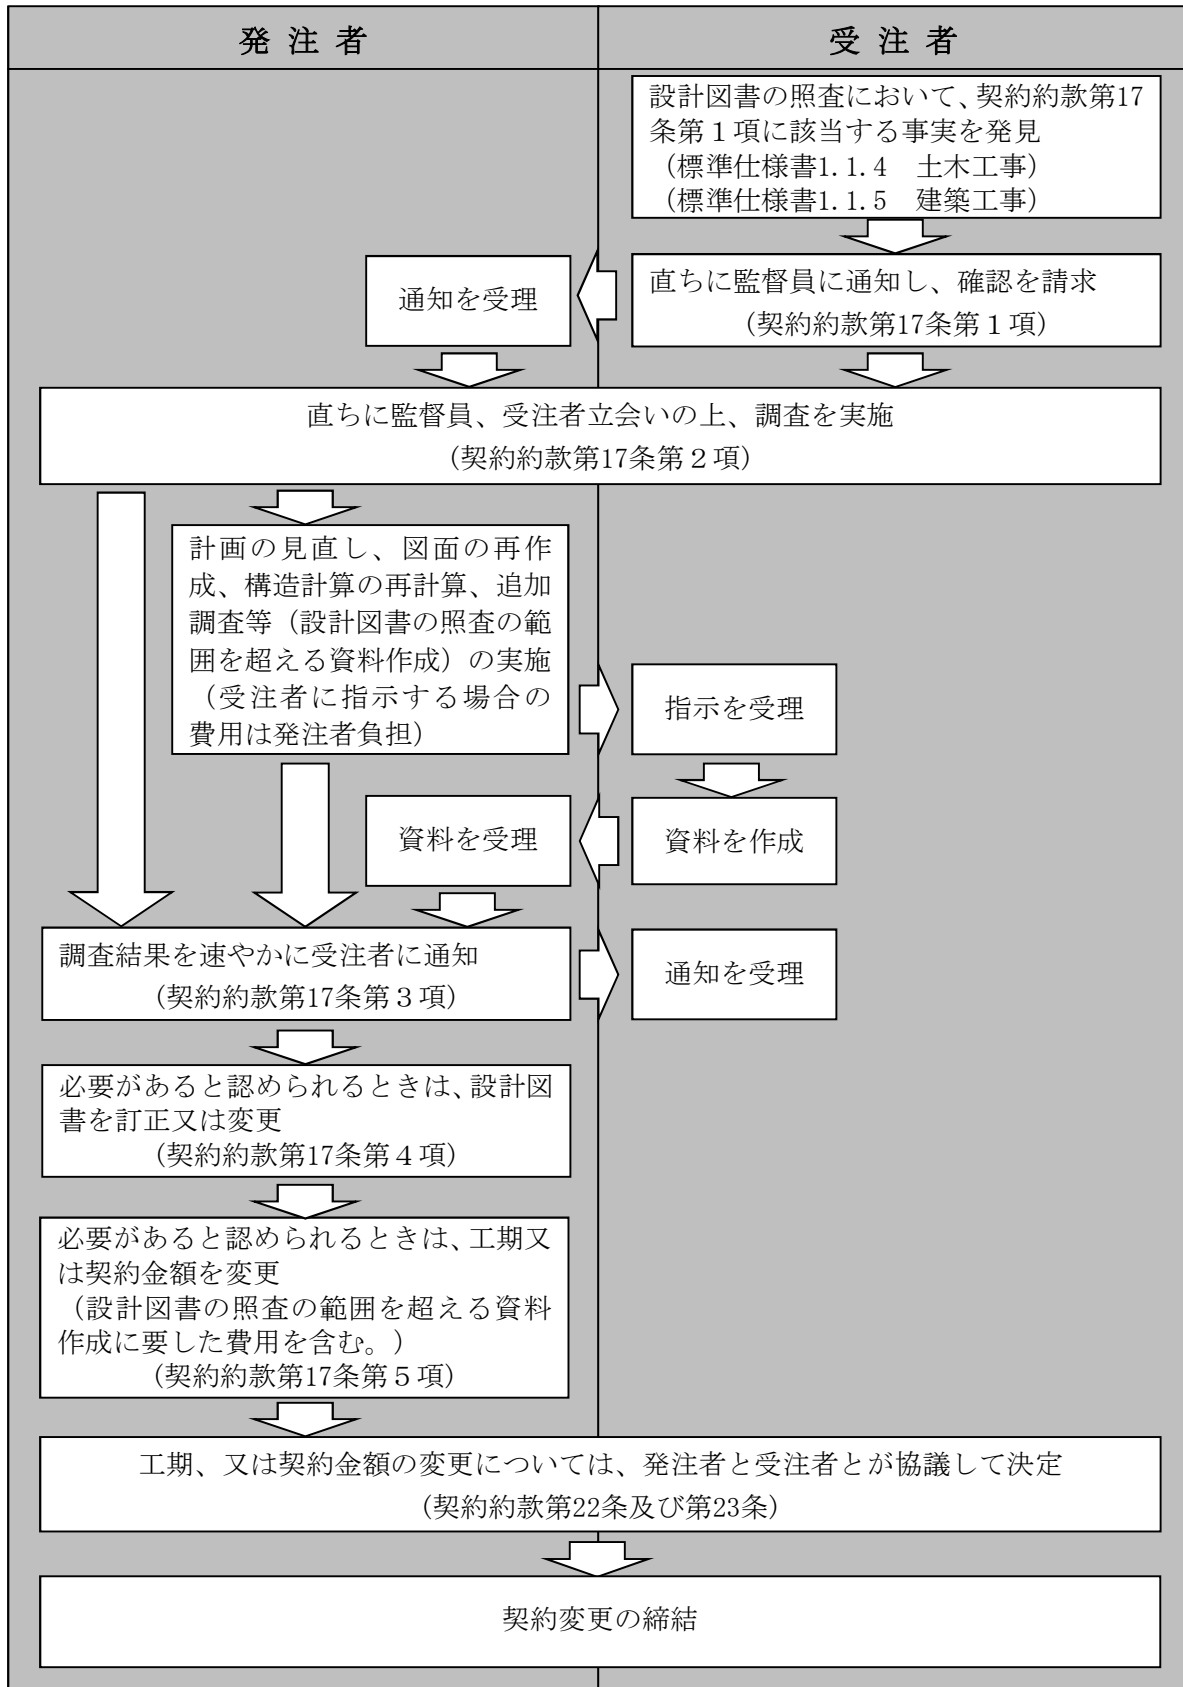 発 注 者
受 注 者
設計図書の照査において、契約約款第17
条第１項に該当する事実を発見
（標準仕様書1.1.4　土木工事）
（標準仕様書1.1.5　建築工事）
直ちに監督員に通知し、確認を請求
（契約約款第17条第１項）
通知を受理
直ちに監督員、受注者立会いの上、調査を実施
（契約約款第17条第２項）
計画の見直し、図面の再作
成、構造計算の再計算、追加
調査等（設計図書の照査の範
囲を超える資料作成）の実施
（受注者に指示する場合の
費用は発注者負担）
指示を受理
資料を作成
資料を受理
調査結果を速やかに受注者に通知
（契約約款第17条第３項）
通知を受理
必要があると認められるときは、設計図
書を訂正又は変更
（契約約款第17条第４項）
必要があると認められるときは、工期又
は契約金額を変更
（設計図書の照査の範囲を超える資料
作成に要した費用を含む。）
（契約約款第17条第５項）
工期、又は契約金額の変更については、発注者と受注者とが協議して決定
（契約約款第22条及び第23条）
契約変更の締結